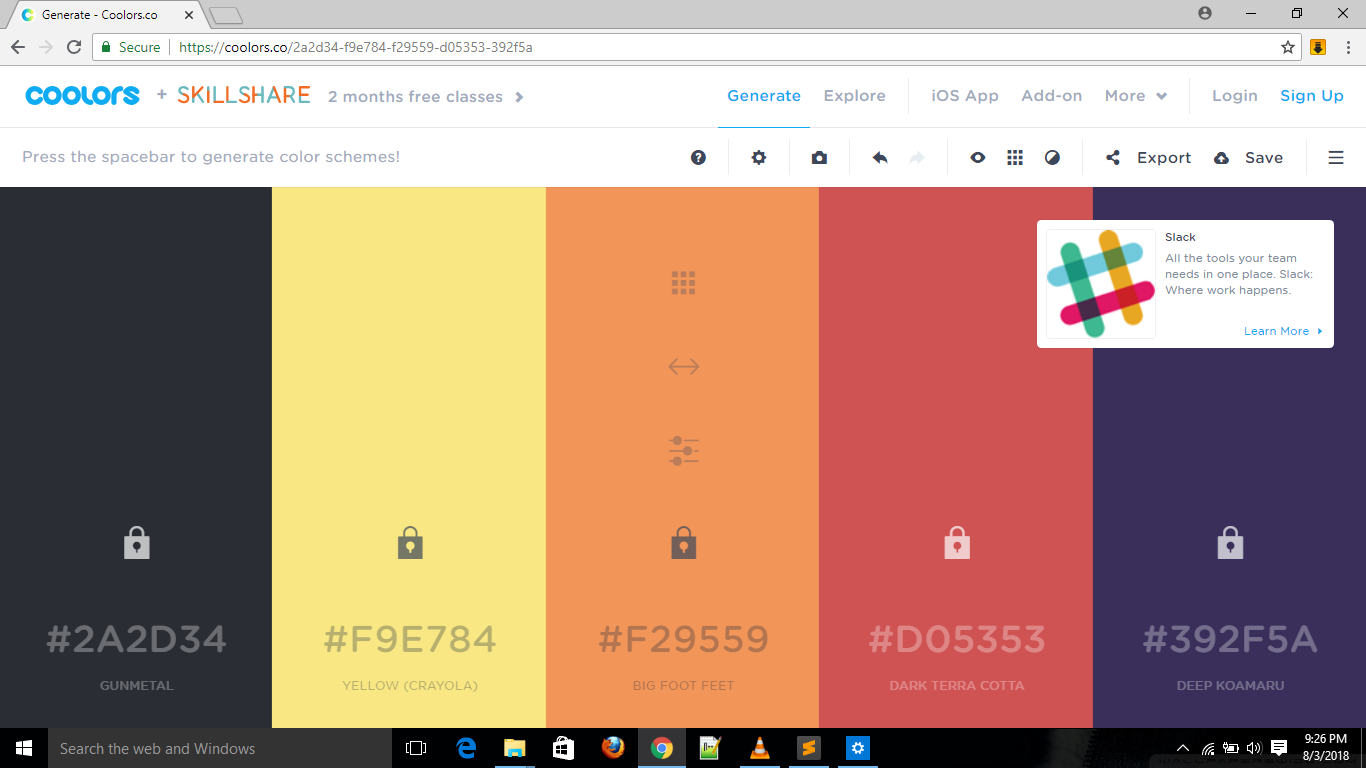 Generate - Coolors.co
Secure
https://coolors.co/2a2d34-f9e784-f29559-d05353-392f5a
COOLORS + SKILLSHARE 2 months free classes
Generate Explore iOS App Add-on More Login Sign Up
Press the spacebar to generate color schemes!
Export Save
Slack
All the tools your team
needs in one place. Slack:
Where work happens.
Learn More
#2A2D34 #F9E784 #F29559 #D05353 #392F5A
GUNMETAL YELLOW (CRAYOLA) BIG FOOT FEET DARK TERRA COTTA DEEP KOAMARU
Search the web and Windows
9:26 PM
8/3/2018